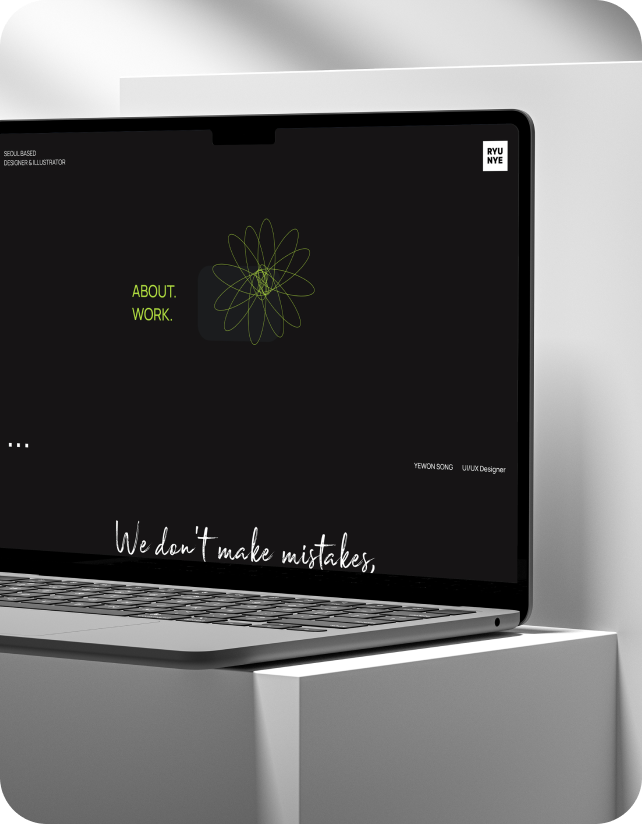 SEOUL BASED
DESIGNER & ILLUSTRATOR
RYU
NYE
ABOUT.
WORK.
...
YEWON SONG UI/UX Designer
We don't make mistakes,